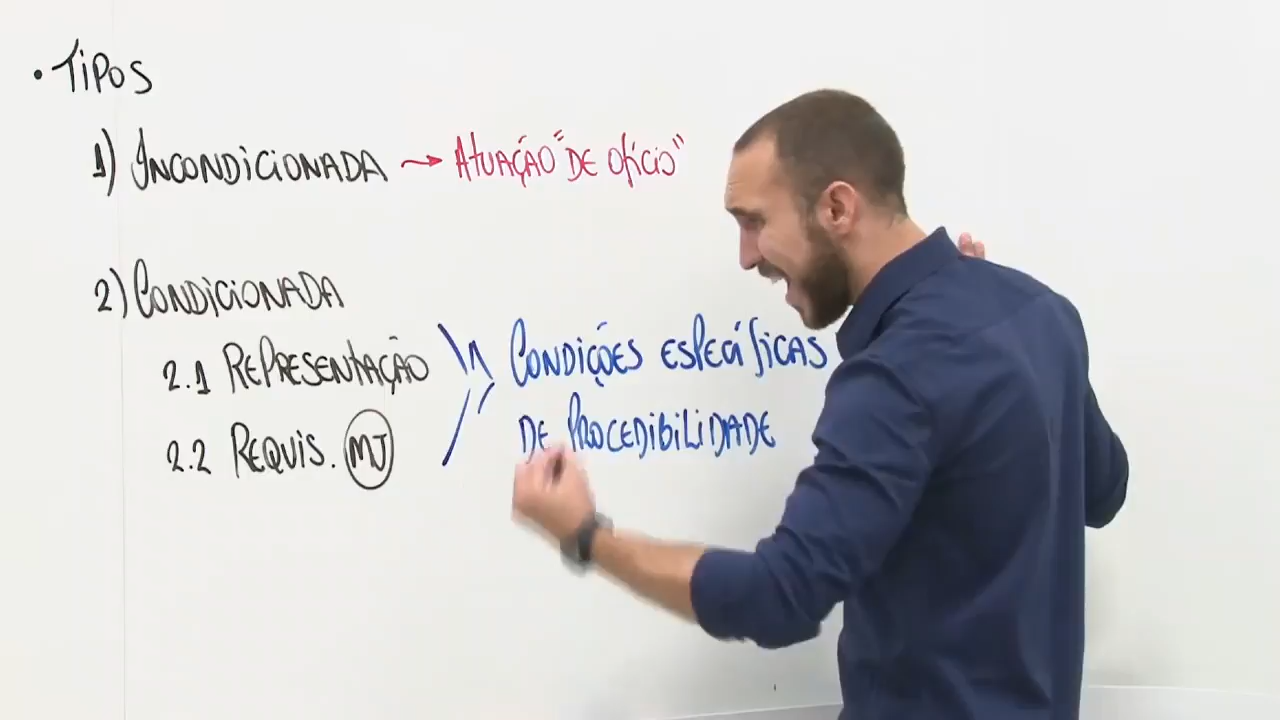 • TIPOS
1) INCONDICIONADA → ATUAÇÃO "DE OFÍCIO"
2) CONDICIONADA
2.1 REPRESENTAÇÃO
2.2 REQUIS. MJ
CONDIÇÕES ESPECÍFICAS
DE PROCEDIBILIDADE